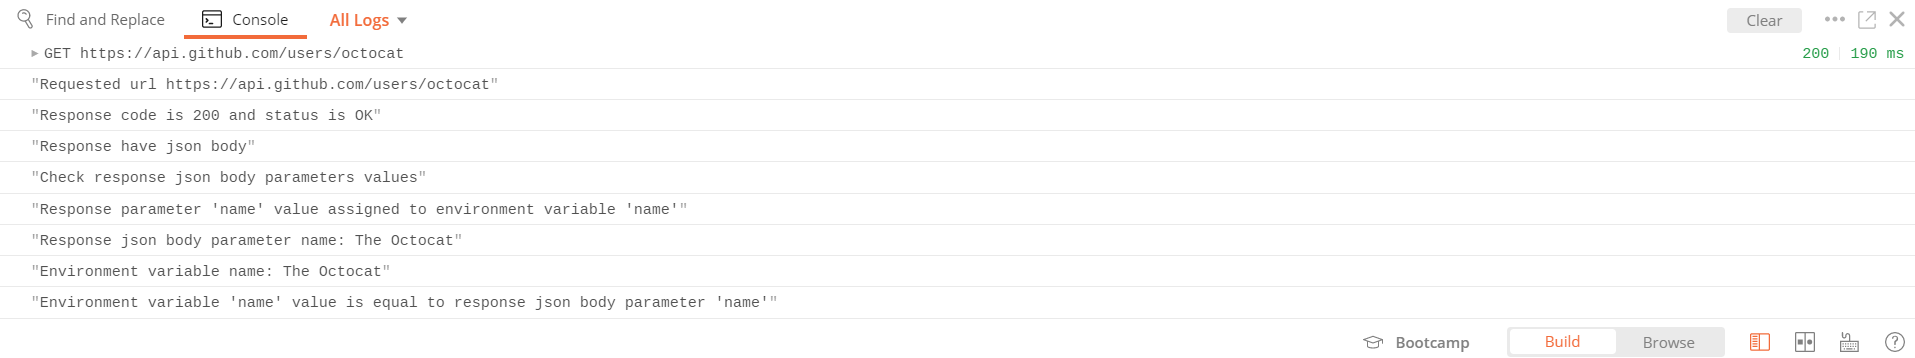 Find and Replace Console All Logs Clear
GET https://api.github.com/users/octocat 200 190 ms
"Requested url https://api.github.com/users/octocat"
"Response code is 200 and status is OK"
"Response have json body"
"Check response json body parameters values"
"Response parameter 'name' value assigned to environment variable 'name'"
"Response json body parameter name: The Octocat"
"Environment variable name: The Octocat"
"Environment variable 'name' value is equal to response json body parameter 'name'"
Bootcamp Build Browse